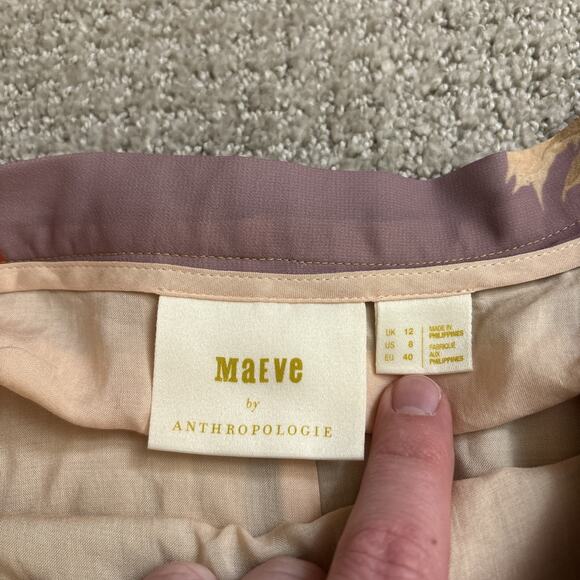 MAEVE
by
ANTHROPOLOGIE
UK 12
US 8
EU 40
MADE IN
PHILIPPINES
FABRIQUÉ
AUX
PHILIPPINES